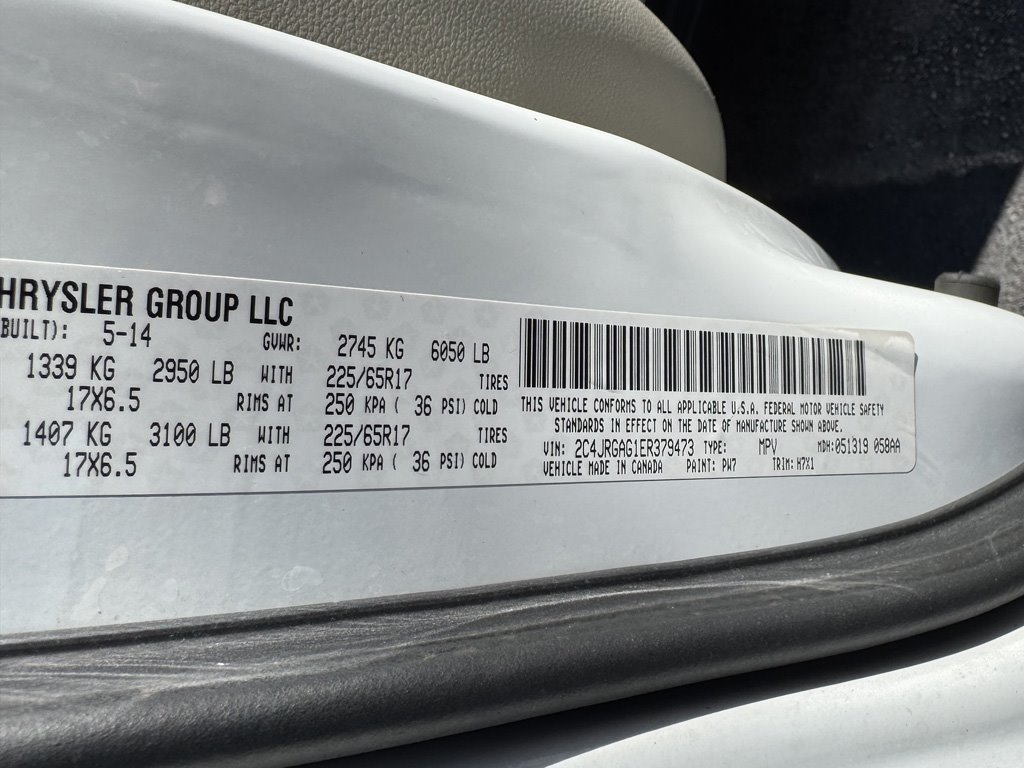 HRYSLER GROUP LLC
BUILT): 5-14 GVWR: 2745 KG 6050 LB
1339 KG 2950 LB WITH 225/65R17 TIRES
17X6.5 RIMS AT 250 KPA ( 36 PSI) COLD
1407 KG 3100 LB WITH 225/65R17 TIRES
17X6.5 RIMS AT 250 KPA ( 36 PSI) COLD
THIS VEHICLE CONFORMS TO ALL APPLICABLE U.S.A. FEDERAL MOTOR VEHICLE SAFETY
STANDARDS IN EFFECT ON THE DATE OF MANUFACTURE SHOWN ABOVE.
VIN: 2C4JRGAG1ER379473 TYPE: MPV MDH: 051319 058AA
VEHICLE MADE IN CANADA PAINT: PW7 TRIM: H7X1